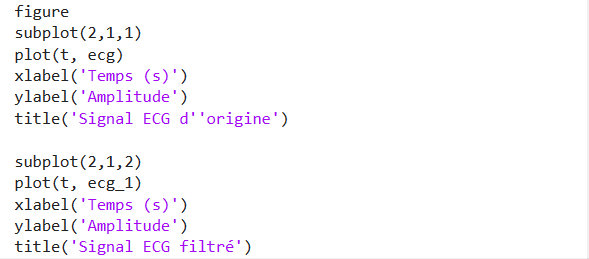 figure
subplot(2,1,1)
plot(t, ecg)
xlabel('Temps (s)')
ylabel('Amplitude')
title('Signal ECG d''origine')
subplot(2,1,2)
plot(t, ecg_1)
xlabel('Temps (s)')
ylabel('Amplitude')
title('Signal ECG filtré')